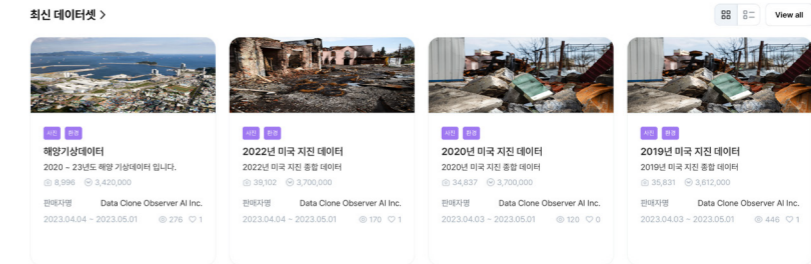 최신 데이터셋 >
View all
사진 환경
해양기상데이터
2020 ~ 23년도 해양 기상데이터 입니다.
8,996 3,420,000
판매자명 Data Clone Observer AI Inc.
2023.04.04 ~ 2023.05.01 276 1
사진 환경
2022년 미국 지진 데이터
2022년 미국 지진 종합 데이터
39,102 3,700,000
판매자명 Data Clone Observer AI Inc.
2023.04.04 ~ 2023.05.01 170 1
사진 환경
2020년 미국 지진 데이터
2020년 미국 지진 종합 데이터
34,837 3,700,000
판매자명 Data Clone Observer AI Inc.
2023.04.03 ~ 2023.05.01 120 0
사진 환경
2019년 미국 지진 데이터
2019년 미국 지진 종합 데이터
35,831 3,612,000
판매자명 Data Clone Observer AI Inc.
2023.04.03 ~ 2023.05.01 446 1